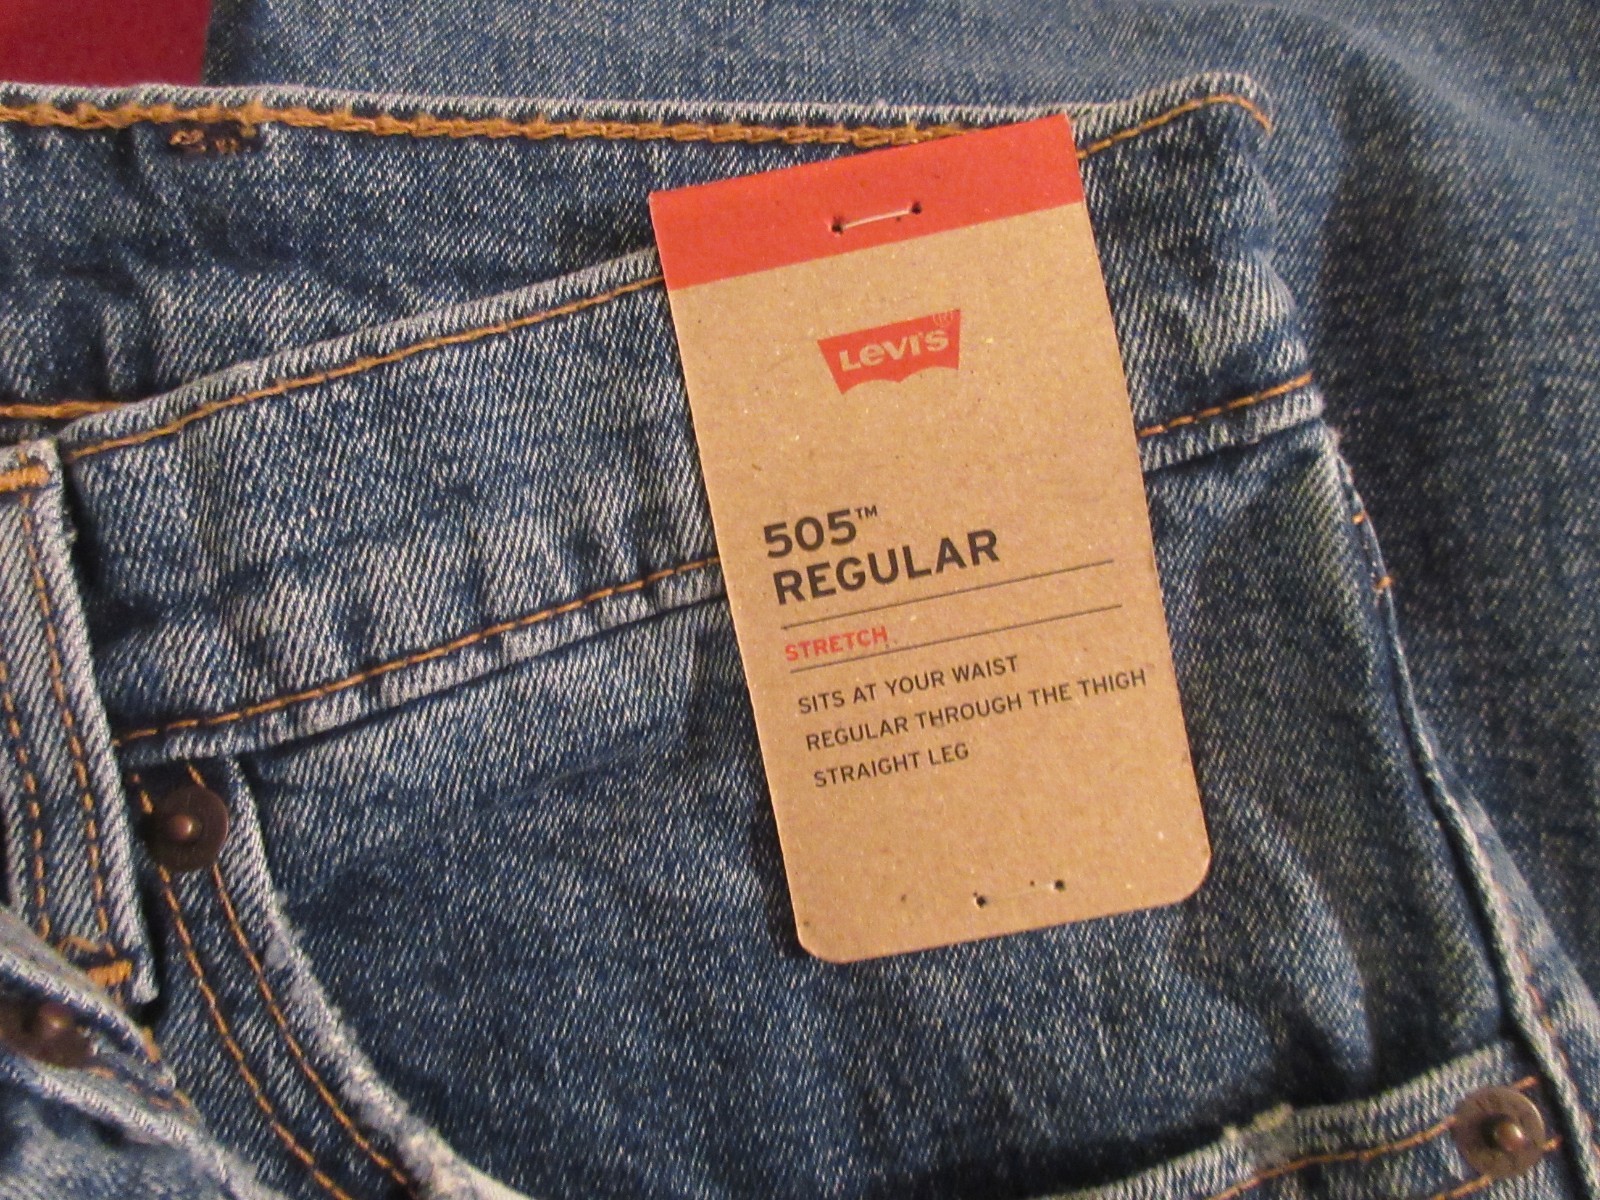 Levi's
505™
REGULAR
STRETCH
SITS AT YOUR WAIST
REGULAR THROUGH THE THIGH
STRAIGHT LEG